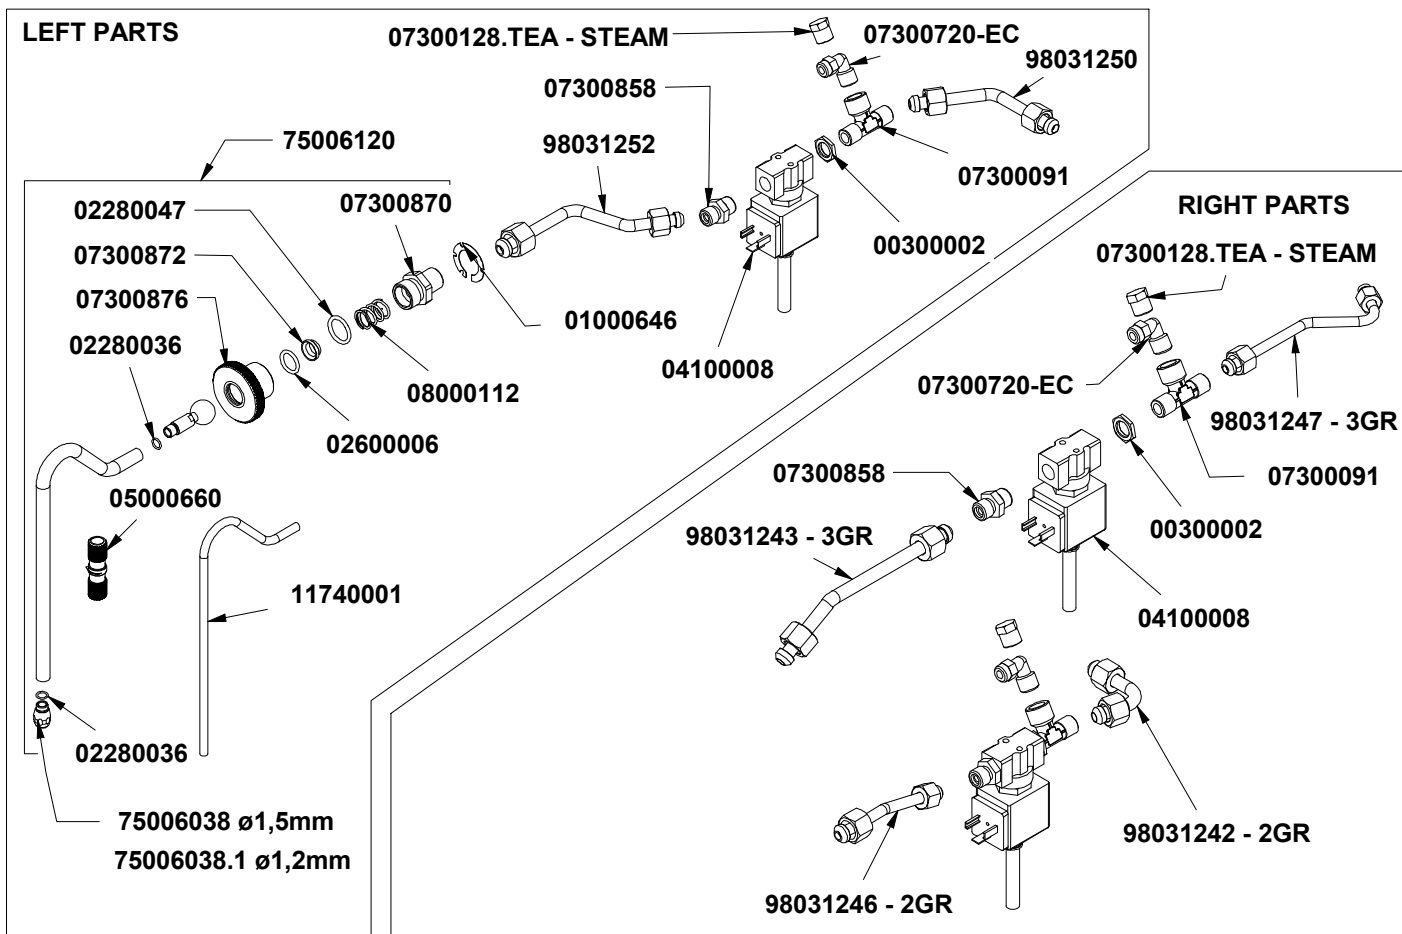 LEFT PARTS
07300128.TEA - STEAM
07300720-EC
98031250
07300858
75006120
98031252
07300091
02280047
07300870
00300002
07300872
07300876
01000646
02280036
04100008
08000112
02600006
05000660
11740001
02280036
75006038 ø1,5mm
75006038.1 ø1,2mm
RIGHT PARTS
07300128.TEA - STEAM
07300720-EC
98031247 - 3GR
07300858
07300091
98031243 - 3GR
00300002
04100008
98031242 - 2GR
98031246 - 2GR